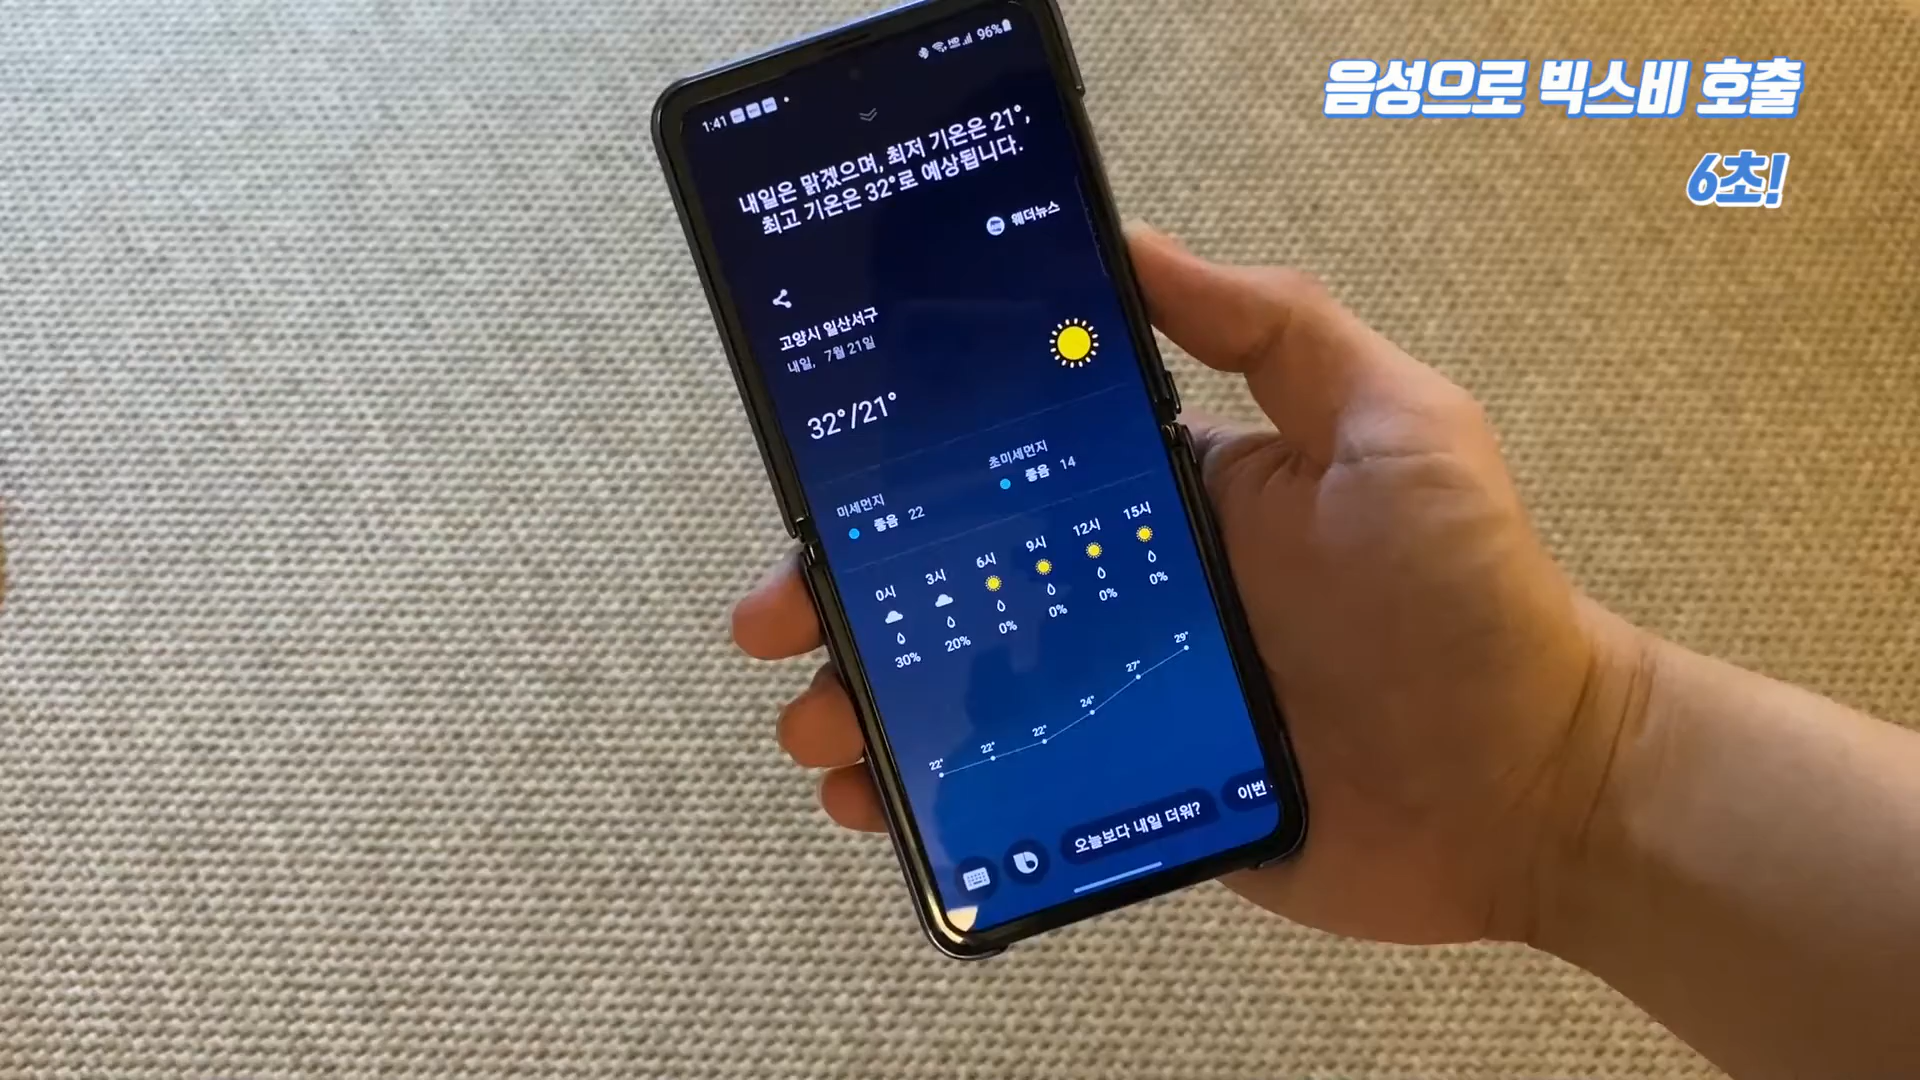 음성으로 빅스비 호출
6초!
1:41
96%
내일은 맑겠으며, 최저 기온은 21°,
최고 기온은 32°로 예상됩니다.
웨더뉴스
고양시 일산서구
내일, 7월 21일
32°/21°
미세먼지
좋음 22
초미세먼지
좋음 14
0시 3시 6시 9시 12시 15시
30% 20% 0% 0% 0% 0%
22° 22° 22° 24° 27° 29°
오늘보다 내일 더워?
이번